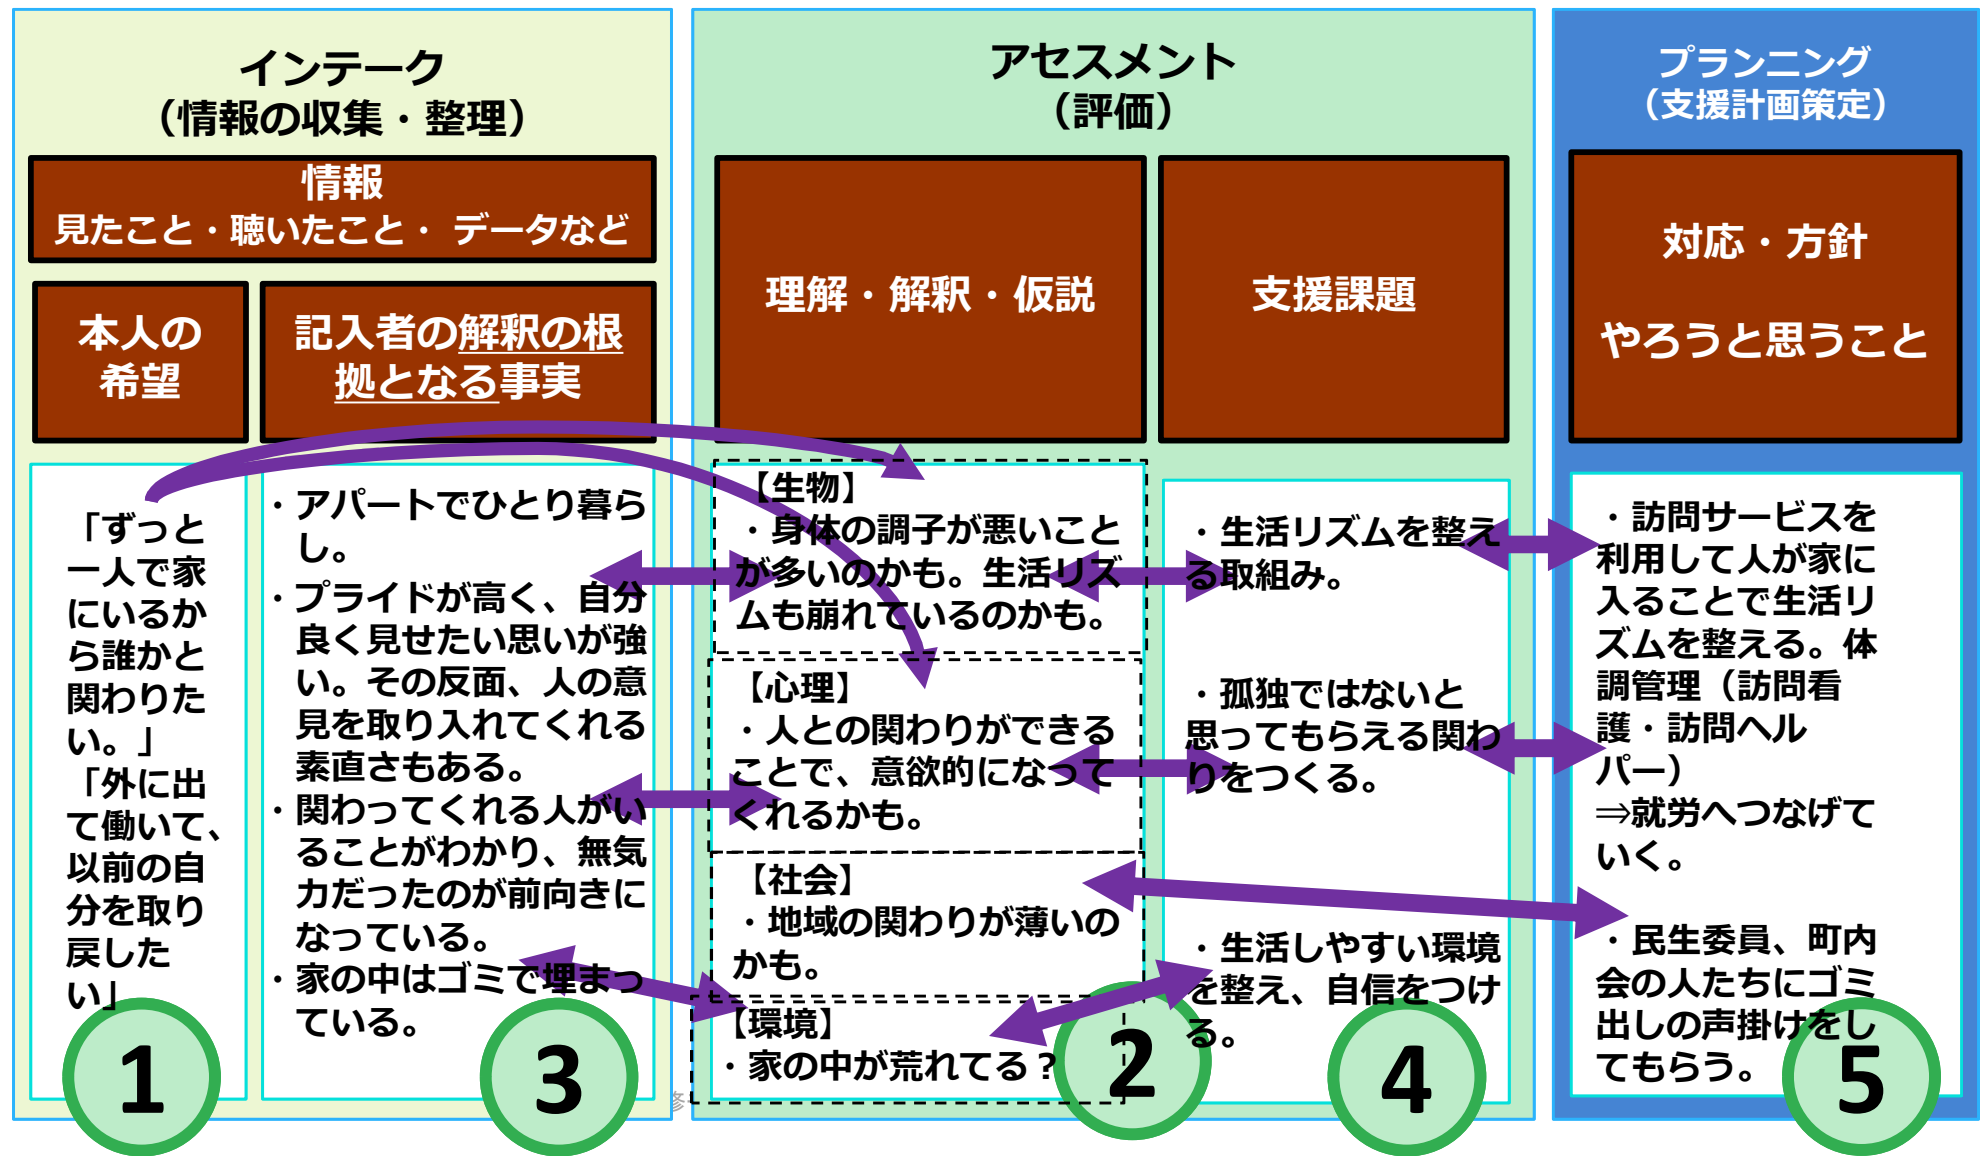 インテーク
（情報の収集・整理）
情報
見たこと・聴いたこと・ データなど
本人の
希望
記入者の解釈の根
拠となる事実
「ずっと
一人で家
にいるか
ら誰かと
関わりた
い。」
「外に出
て働いて、
以前の自
分を取り
戻した
い」
1
・アパートでひとり暮ら
し。
・プライドが高く、自分
良く見せたい思いが強
い。その反面、人の意
見を取り入れてくれる
素直さもある。
・関わってくれる人がい
ることがわかり、無気
力だったのが前向きに
なっている。
・家の中はゴミで埋まっ
ている。
3
アセスメント
（評価）
理解・解釈・仮説
【生物】
・身体の調子が悪いこと
が多いのかも。生活リズ
ムも崩れているのかも。
【心理】
・人との関わりができる
ことで、意欲的になって
くれるかも。
【社会】
・地域の関わりが薄いの
かも。
【環境】
・家の中が荒れてる？
2
支援課題
・生活リズムを整え
る取組み。
・孤独ではないと
思ってもらえる関わ
りをつくる。
・生活しやすい環境
を整え、自信をつけ
る。
4
プランニング
（支援計画策定）
対応・方針
やろうと思うこと
・訪問サービスを
利用して人が家に
入ることで生活リ
ズムを整える。体
調管理（訪問看
護・訪問ヘル
パー）
⇒就労へつなげて
いく。
・民生委員、町内
会の人たちにゴミ
出しの声掛けをし
てもらう。
5
修